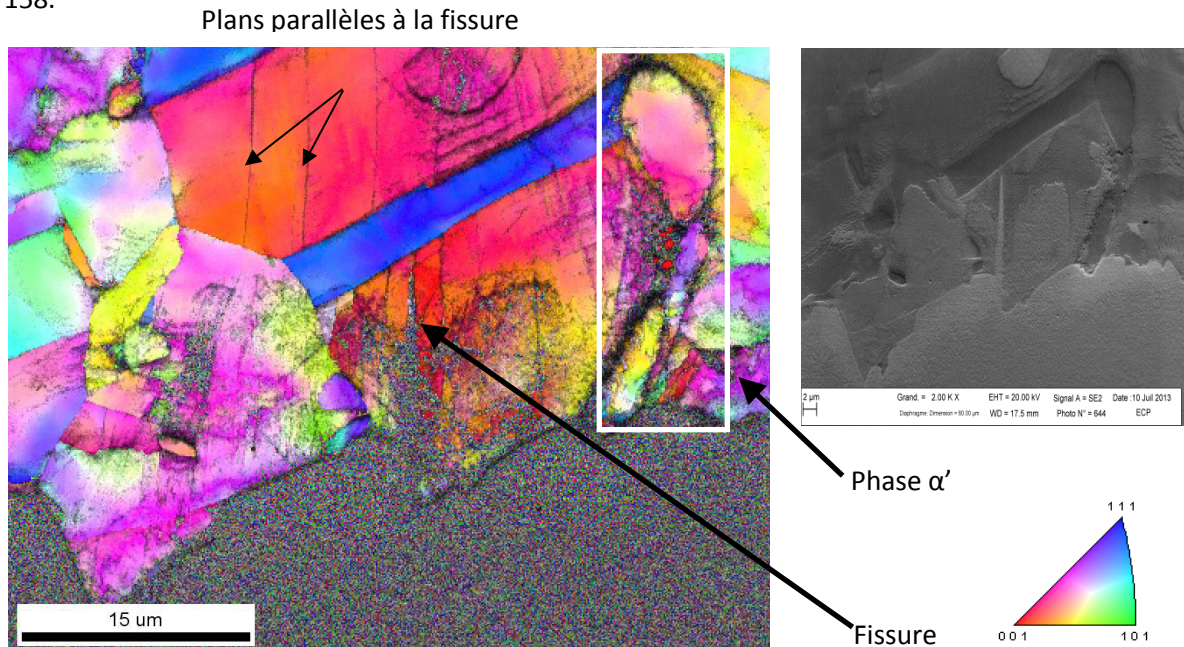 158.
Plans parallèles à la fissure
2 µm
Grand. = 2.00 K X EHT = 20.00 kV Signal A = SE2 Date :10 Juil 2013
Diaphragme: Dimension = 60.00 µm WD = 17.5 mm Photo N° = 644 ECP
Phase α’
1 1 1
15 um
Fissure
0 0 1
1 0 1